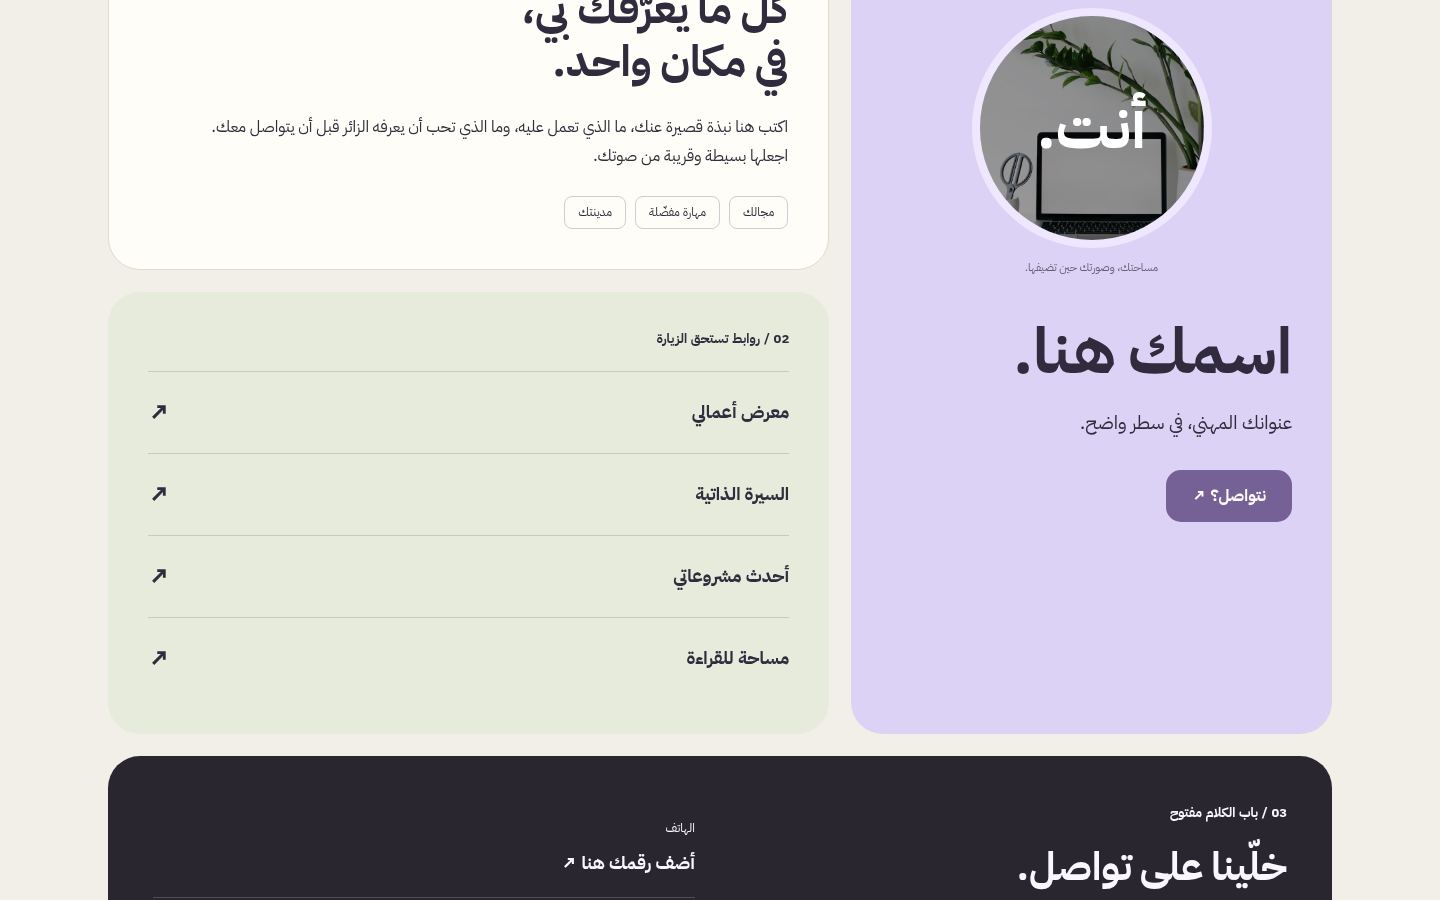 أنت.
مساحتك، وصورتك حين تضيفها.
اسمك هنا.
عنوانك المهني، في سطر واضح.
نتواصل؟ ↗
كل ما يعرّفك بي،
في مكان واحد.
اكتب هنا نبذة قصيرة عنك، ما الذي تعمل عليه، وما الذي تحب أن يعرفه الزائر قبل أن يتواصل معك.
اجعلها بسيطة وقريبة من صوتك.
مجالك
مهارة مفضّلة
مدينتك
02 / روابط تستحق الزيارة
معرض أعمالي ↗
السيرة الذاتية ↗
أحدث مشروعاتي ↗
مساحة للقراءة ↗
03 / باب الكلام مفتوح
خلّينا على تواصل.
الهاتف
أضف رقمك هنا ↗